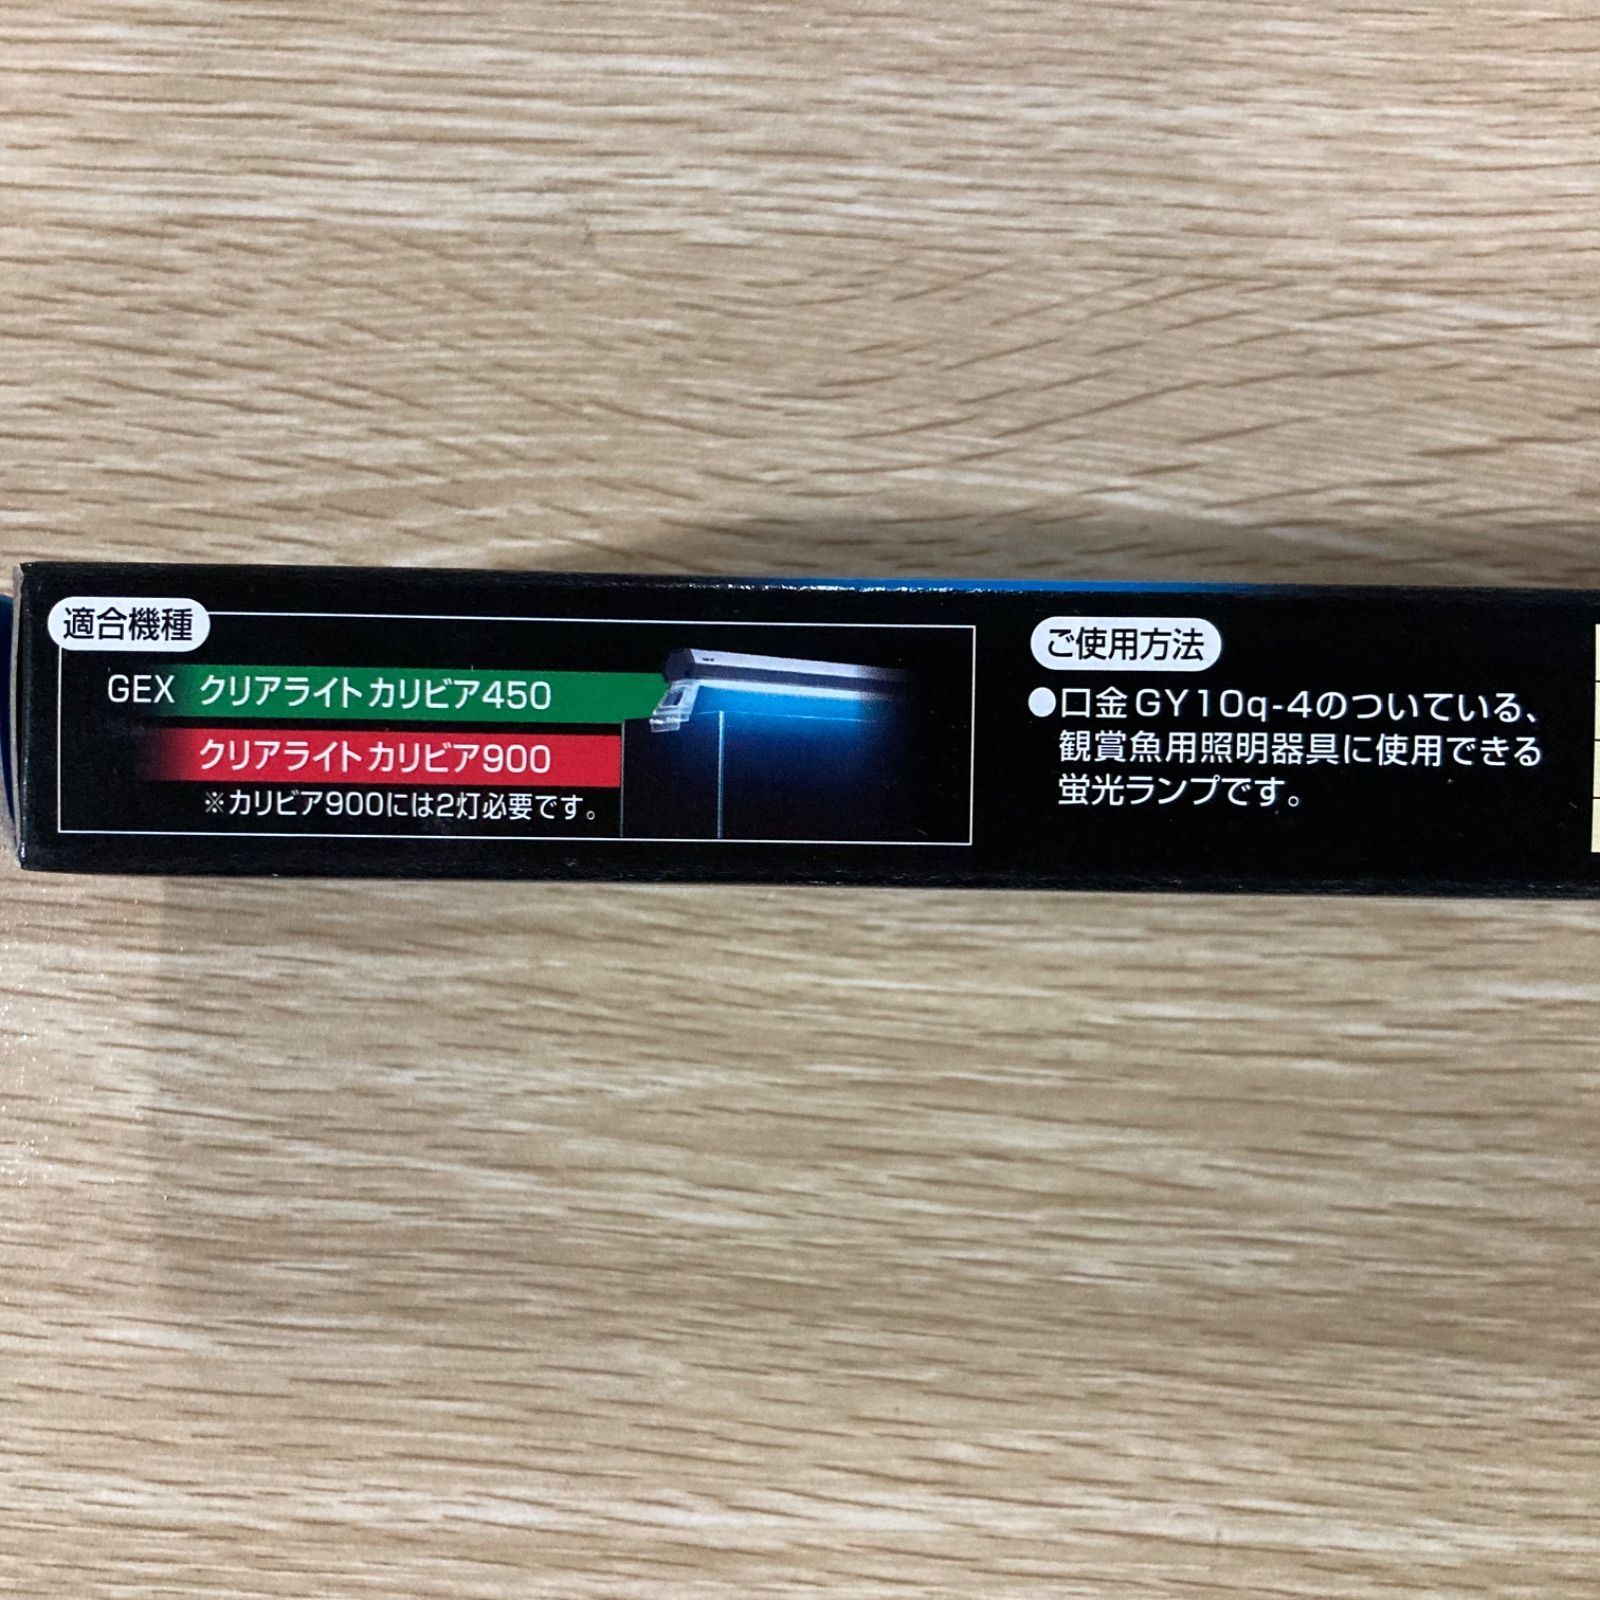 適合機種
GEX クリアライト カリビア450
クリアライト カリビア900
※カリビア900には2灯必要です。
ご使用方法
●口金GY10q-4のついている、
観賞魚用照明器具に使用できる
蛍光ランプです。